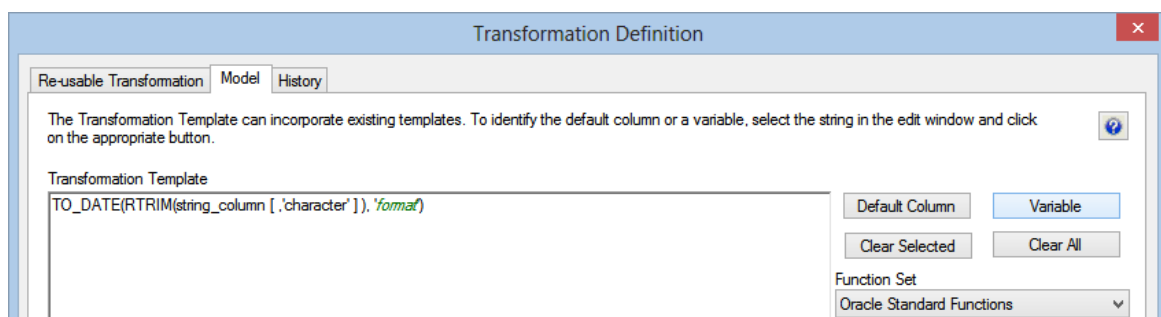 Transformation Definition
Re-usable Transformation Model History
The Transformation Template can incorporate existing templates. To identify the default column or a variable, select the string in the edit window and click
on the appropriate button.
Transformation Template
TO_DATE(RTRIM(string_column [ ,'character' ] ), 'format')
Default Column Variable
Clear Selected Clear All
Function Set
Oracle Standard Functions